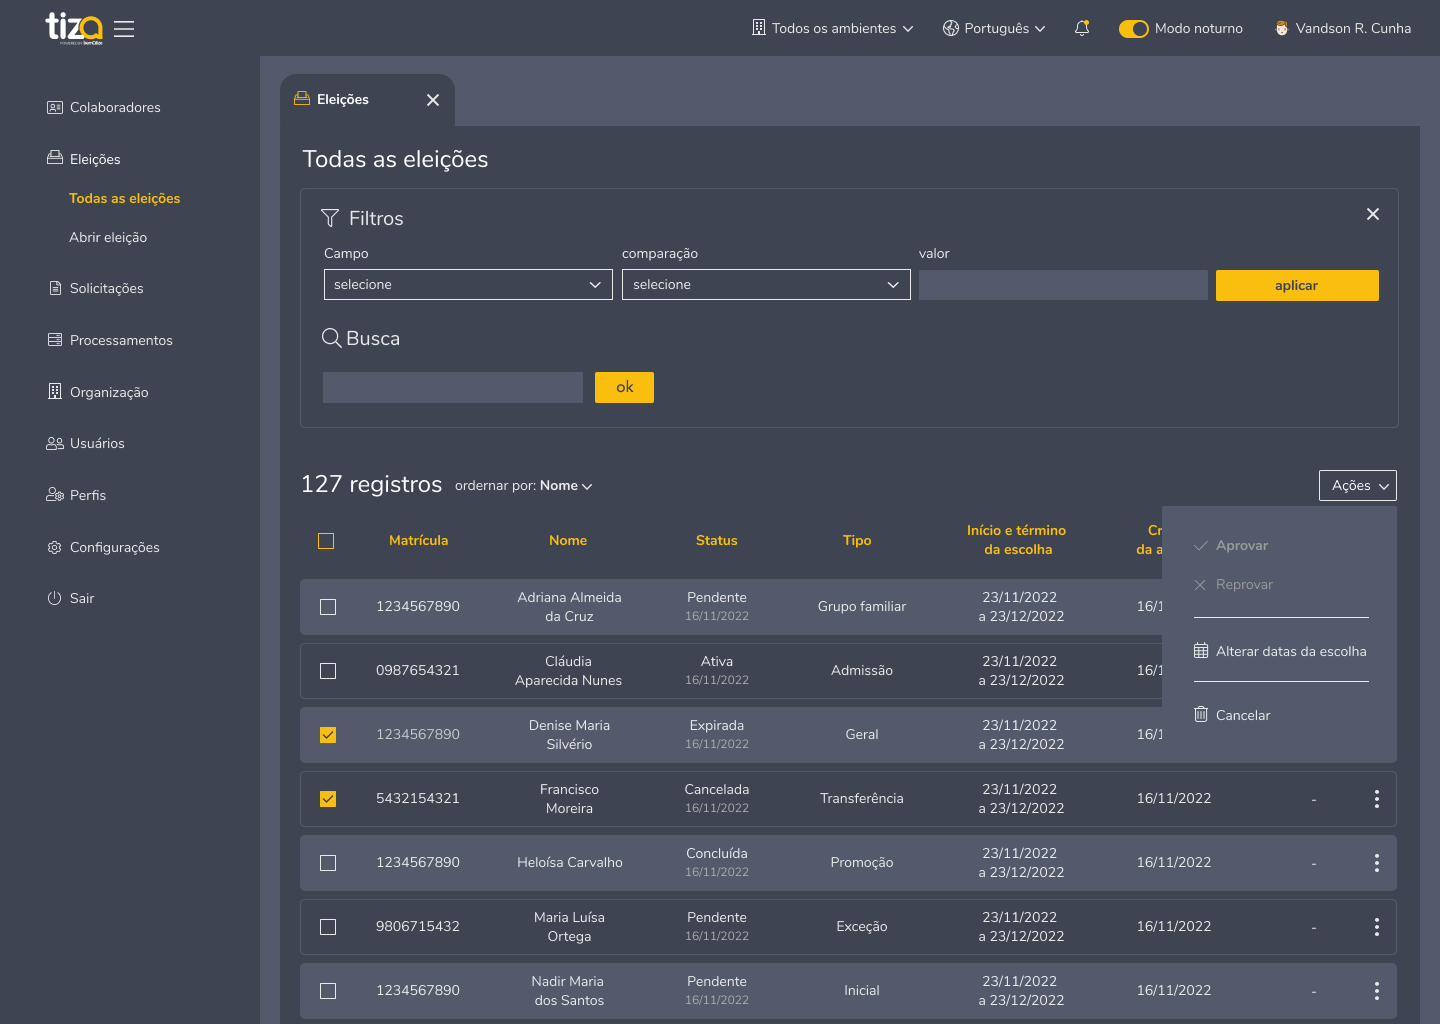 tiza
Todos os ambientes
Português
Modo noturno
Vandson R. Cunha
Colaboradores
Eleições
Todas as eleições
Abrir eleição
Solicitações
Processamentos
Organização
Usuários
Perfis
Configurações
Sair
Eleições
Todas as eleições
Filtros
Campo
comparação
valor
selecione
selecione
aplicar
Busca
ok
127 registros
ordernar por: Nome
Ações
Matrícula
Nome
Status
Tipo
Início e término
da escolha
Cr
da a
Aprovar
Reprovar
Alterar datas da escolha
Cancelar
1234567890
Adriana Almeida
da Cruz
Pendente
16/11/2022
Grupo familiar
23/11/2022
a 23/12/2022
16/1
0987654321
Cláudia
Aparecida Nunes
Ativa
16/11/2022
Admissão
23/11/2022
a 23/12/2022
16/1
1234567890
Denise Maria
Silvério
Expirada
16/11/2022
Geral
23/11/2022
a 23/12/2022
16/1
5432154321
Francisco
Moreira
Cancelada
16/11/2022
Transferência
23/11/2022
a 23/12/2022
16/11/2022
-
1234567890
Heloísa Carvalho
Concluída
16/11/2022
Promoção
23/11/2022
a 23/12/2022
16/11/2022
-
9806715432
Maria Luísa
Ortega
Pendente
16/11/2022
Exceção
23/11/2022
a 23/12/2022
16/11/2022
-
1234567890
Nadir Maria
dos Santos
Pendente
16/11/2022
Inicial
23/11/2022
a 23/12/2022
16/11/2022
-